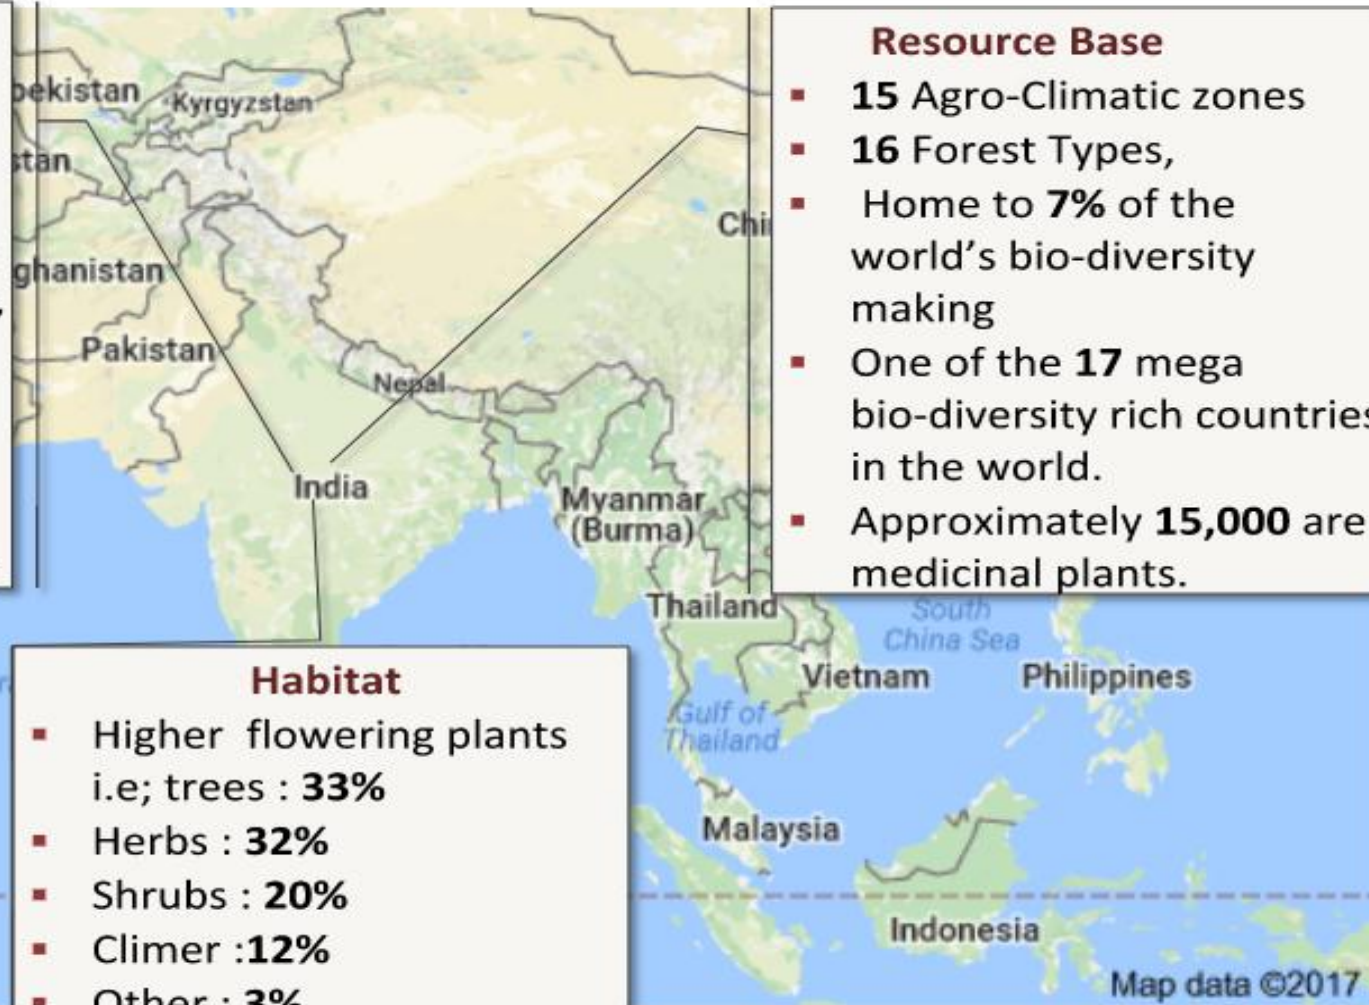 bekistan
Kyrgyzstan
stan
ghanistan
Pakistan
Nepal
India
Chi
Myanmar
(Burma)
Thailand
South
China Sea
Vietnam
Philippines
Gulf of
Thailand
Malaysia
Indonesia
Map data ©2017
Resource Base
▪ 15 Agro-Climatic zones
▪ 16 Forest Types,
▪ Home to 7% of the
world’s bio-diversity
making
▪ One of the 17 mega
bio-diversity rich countries
in the world.
▪ Approximately 15,000 are
medicinal plants.
Habitat
▪ Higher flowering plants
i.e; trees : 33%
▪ Herbs : 32%
▪ Shrubs : 20%
▪ Climer :12%
▪ Other : 3%